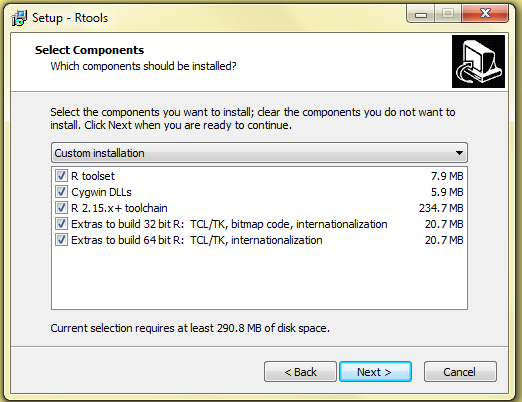 Setup - Rtools
Select Components
Which components should be installed?
Select the components you want to install; clear the components you do not want to
install. Click Next when you are ready to continue.
Custom installation
R toolset 7.9 MB
Cygwin DLLs 5.9 MB
R 2.15.x+ toolchain 234.7 MB
Extras to build 32 bit R: TCL/TK, bitmap code, internationalization 20.7 MB
Extras to build 64 bit R: TCL/TK, internationalization 20.7 MB
Current selection requires at least 290.8 MB of disk space.
< Back Next > Cancel